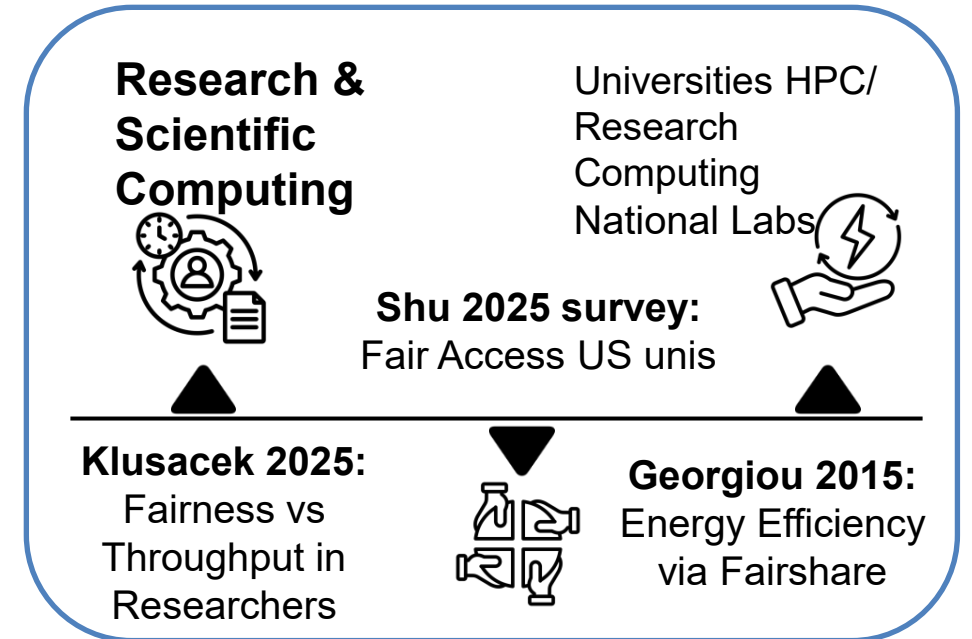 Research &
Scientific
Computing
Universities HPC/
Research
Computing
National Labs
Shu 2025 survey:
Fair Access US unis
Klusacek 2025:
Fairness vs
Throughput in
Researchers
Georgiou 2015:
Energy Efficiency
via Fairshare